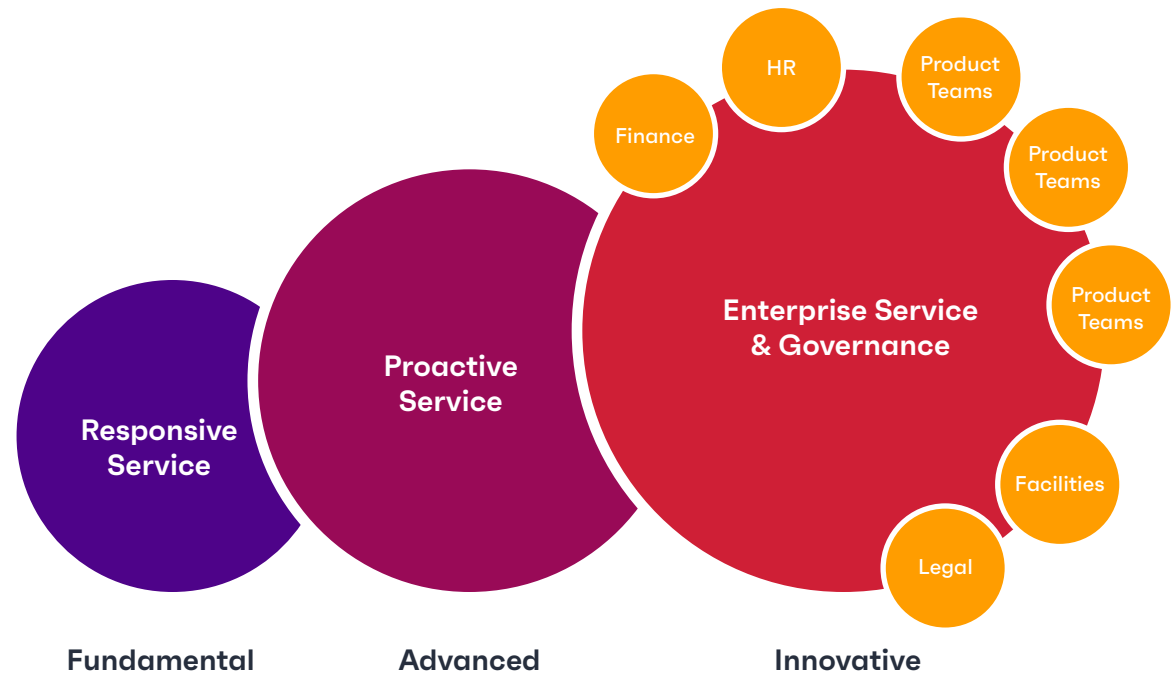 HR
Product
Teams
Finance
Product
Teams
Product
Teams
Enterprise Service
& Governance
Proactive
Service
Responsive
Service
Facilities
Legal
Fundamental
Advanced
Innovative